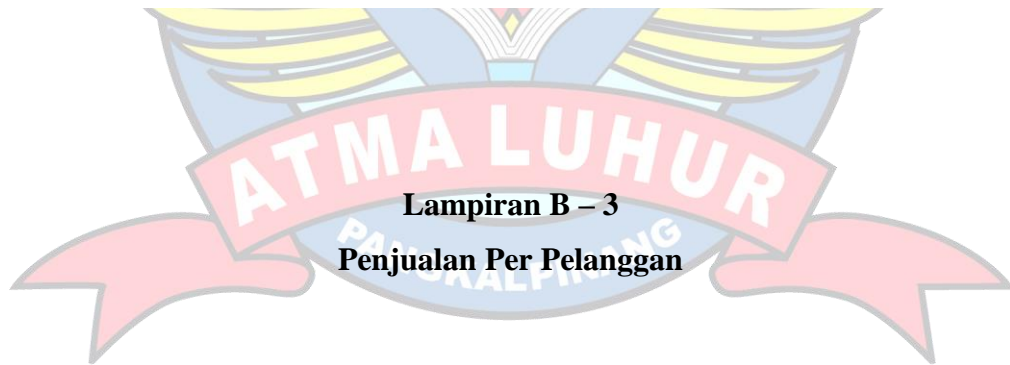 ATMA LUHUR
Lampiran B – 3
PANGKALPINANG
Penjualan Per Pelanggan